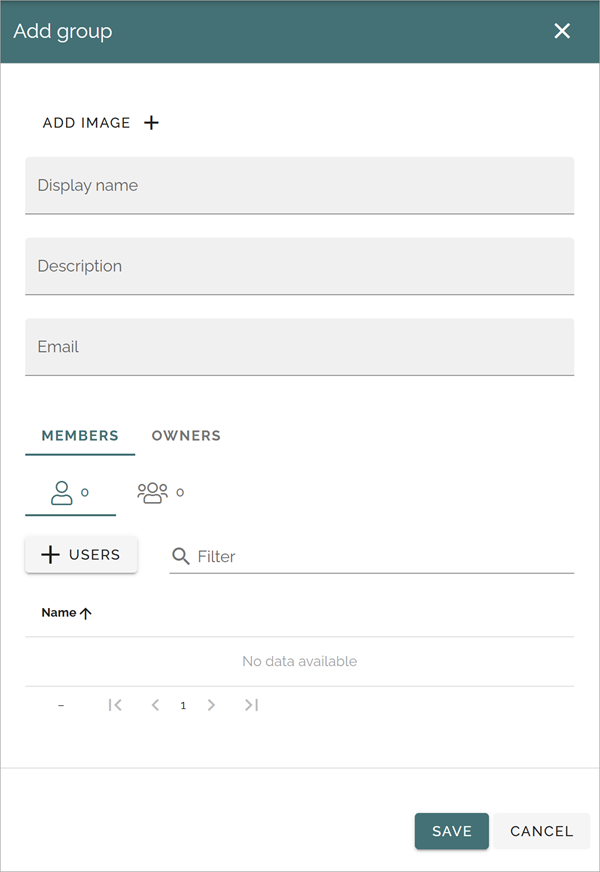 Add group
ADD IMAGE
Display name
Description
Email
MEMBERS OWNERS
0 0
USERS Filter
Name
No data available
– 1
SAVE CANCEL